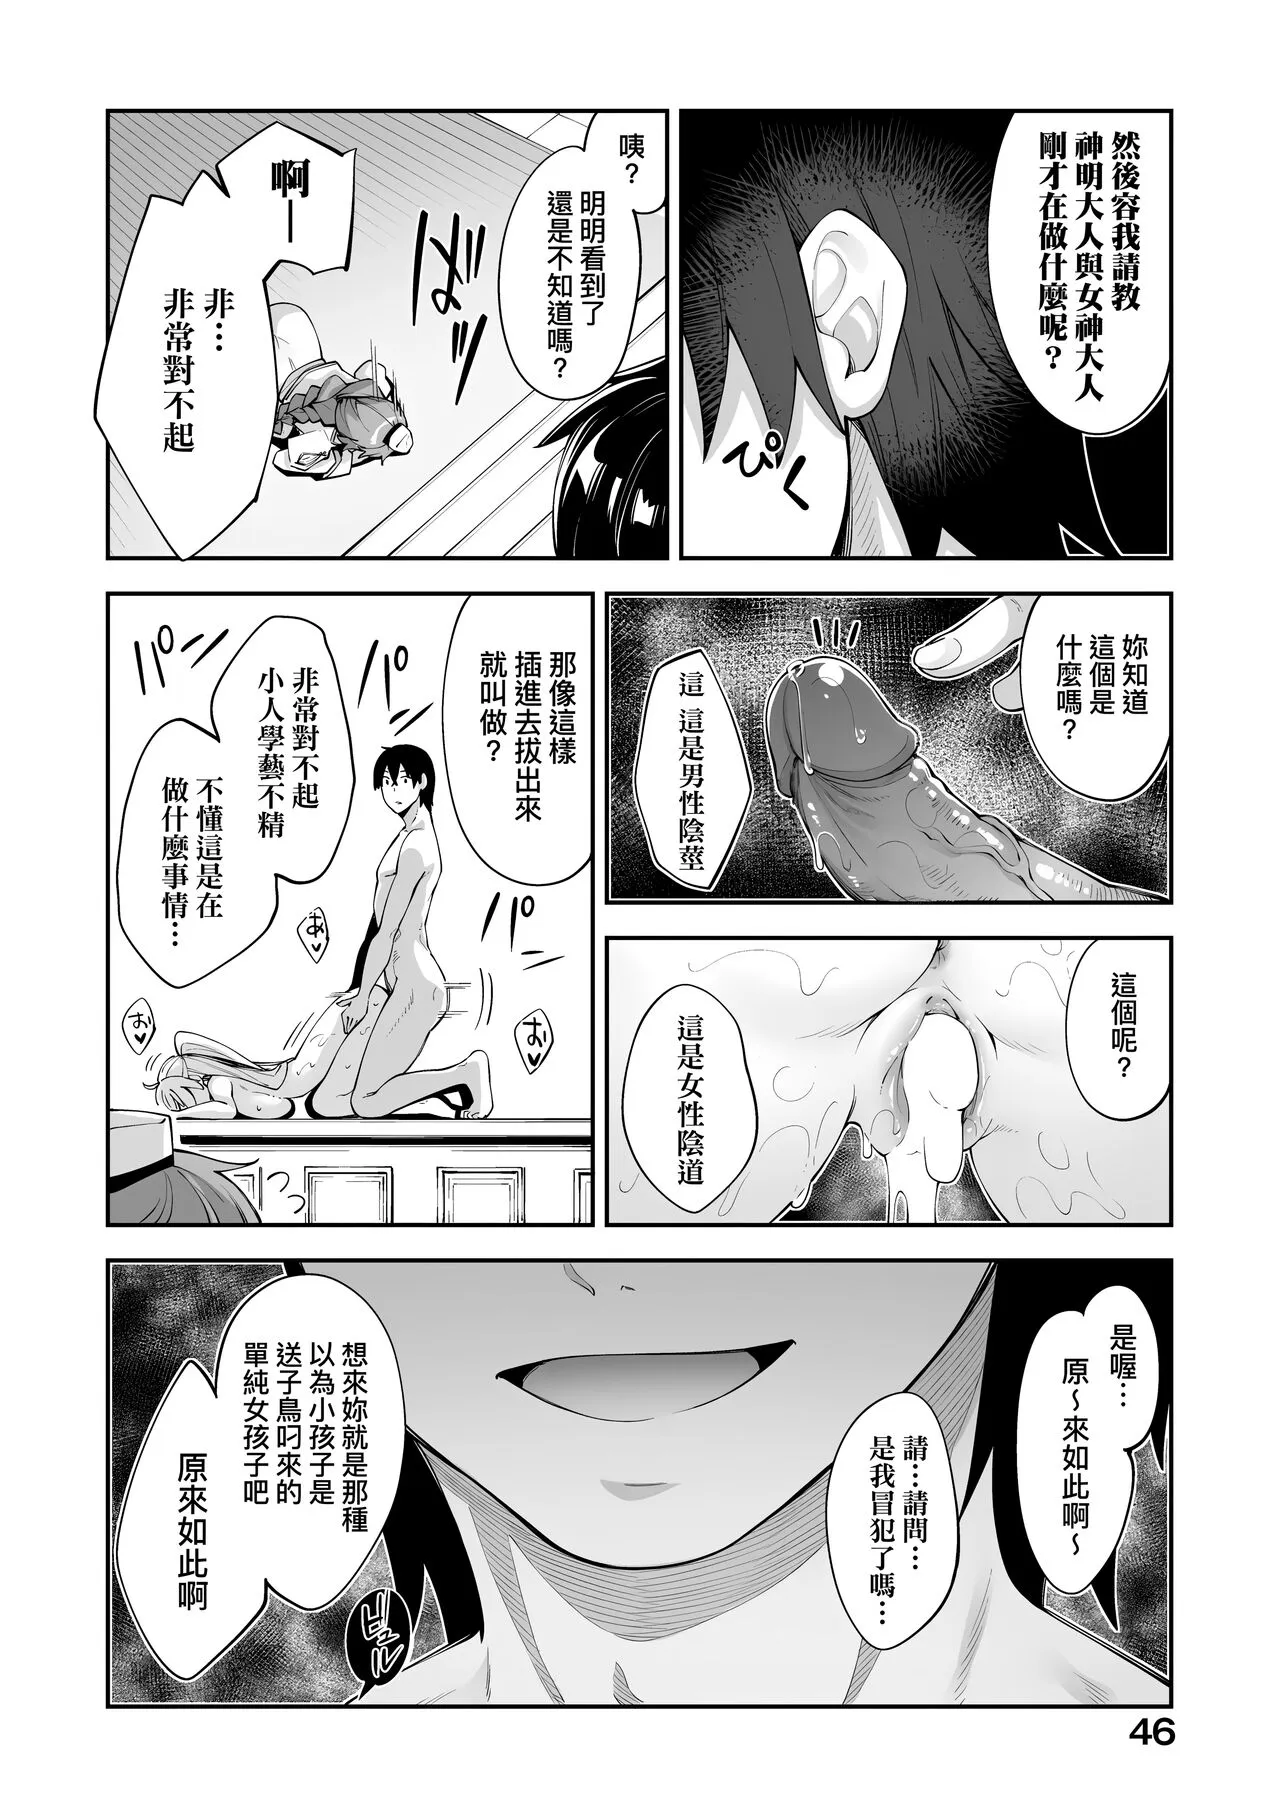 然後容我請教
神明大人與女神大人
剛才在做什麼呢？
ぴく
咦？
明明看到了
還是不知道嗎？
啊—
非…
非常對不起
妳知道
這個是
什麼嗎？
這 這是男性陰莖
這個呢？
這是女性陰道
那像這樣
插進去拔出來
就叫做？
非常對不起
小人學藝不精
不懂這是在
做什麼事情…
パン
パン
パン
あ♥
お♥
お♥
是喔…
原～來如此啊～
請…請問…
是我冒犯了嗎…
想來妳就是那種
以為小孩子是
送子鳥叼來的
單純女孩子吧
原來如此啊
ビュル
46